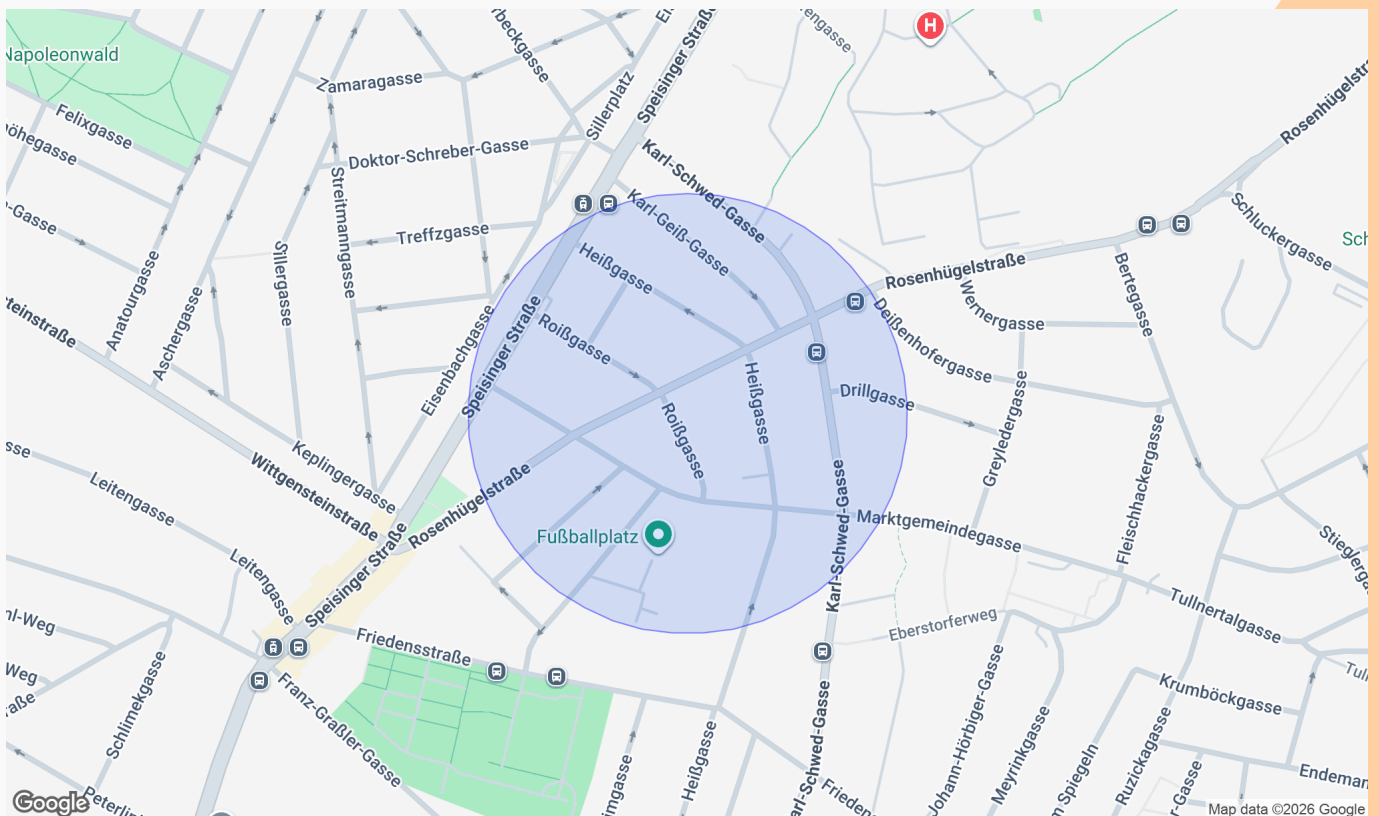 H
Napoleonwald
Zamaragasse
Speisinger Straße
Sillerplatz
Rosenhügelstraße
Felixgasse
Doktor-Schreber-Gasse
Karl-Schwed-Gasse
Streitmanngasse
Karl-Geiß-Gasse
Treffzgasse
Schluckergasse
Anatourgasse
Sillergasse
Heißgasse
Rosenhügelstraße
Bertegasse
Aschergasse
Eisenbachgasse
Speisinger Straße
Roißgasse
Wernergasse
Deißenhofergasse
Heißgasse
Drillgasse
Greyledergasse
Roißgasse
Keplingergasse
Wittgensteinstraße
Leitengasse
Rosenhügelstraße
Karl-Schwed-Gasse
Fleischhackergasse
Marktgemeindegasse
Fußballplatz
Speisinger Straße
Leitengasse
Tullnertalgasse
Eberstorferweg
Friedensstraße
Schlimekgasse
Franz-Graßler-Gasse
Karl-Schwed-Gasse
Johann-Hörbiger-Gasse
Meyrinkgasse
Krumböckgasse
Ruzickagasse
Heißgasse
Google
Map data ©2026 Google